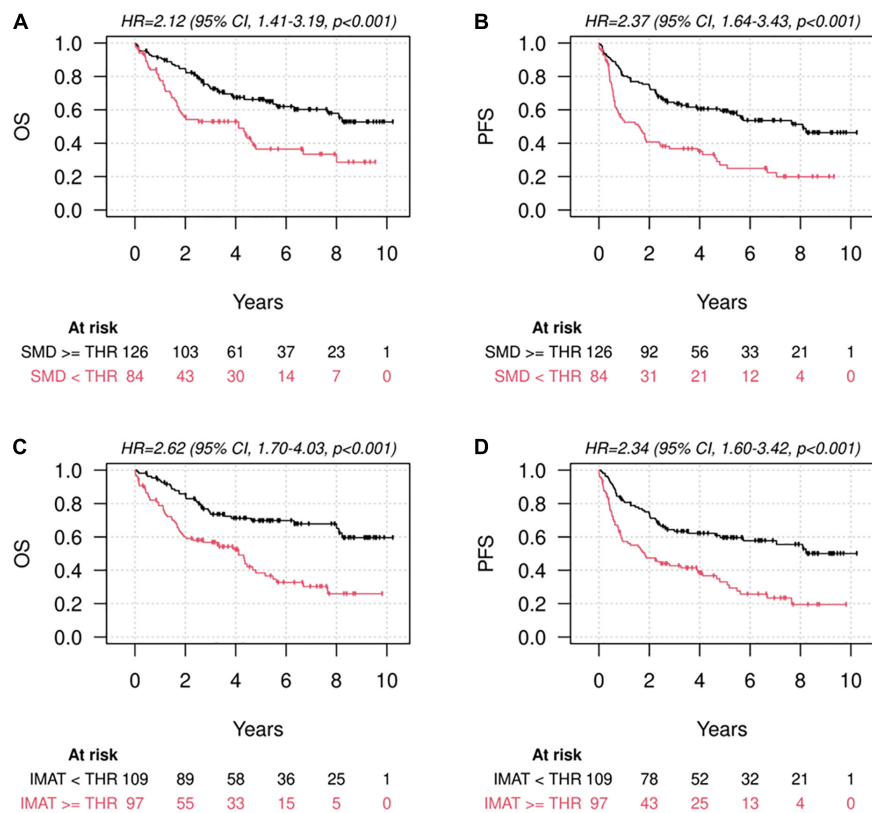 A
HR=2.12 (95% CI, 1.41-3.19, p<0.001)
OS
1.0
0.8
0.6
0.4
0.2
0.0
0 2 4 6 8 10
Years
At risk
SMD >= THR 126 103 61 37 23 1
SMD < THR 84 43 30 14 7 0
B
HR=2.37 (95% CI, 1.64-3.43, p<0.001)
PFS
1.0
0.8
0.6
0.4
0.2
0.0
0 2 4 6 8 10
Years
At risk
SMD >= THR 126 92 56 33 21 1
SMD < THR 84 31 21 12 4 0
C
HR=2.62 (95% CI, 1.70-4.03, p<0.001)
OS
1.0
0.8
0.6
0.4
0.2
0.0
0 2 4 6 8 10
Years
At risk
IMAT < THR 109 89 58 36 25 1
IMAT >= THR 97 55 33 15 5 0
D
HR=2.34 (95% CI, 1.60-3.42, p<0.001)
PFS
1.0
0.8
0.6
0.4
0.2
0.0
0 2 4 6 8 10
Years
At risk
IMAT < THR 109 78 52 32 21 1
IMAT >= THR 97 43 25 13 4 0